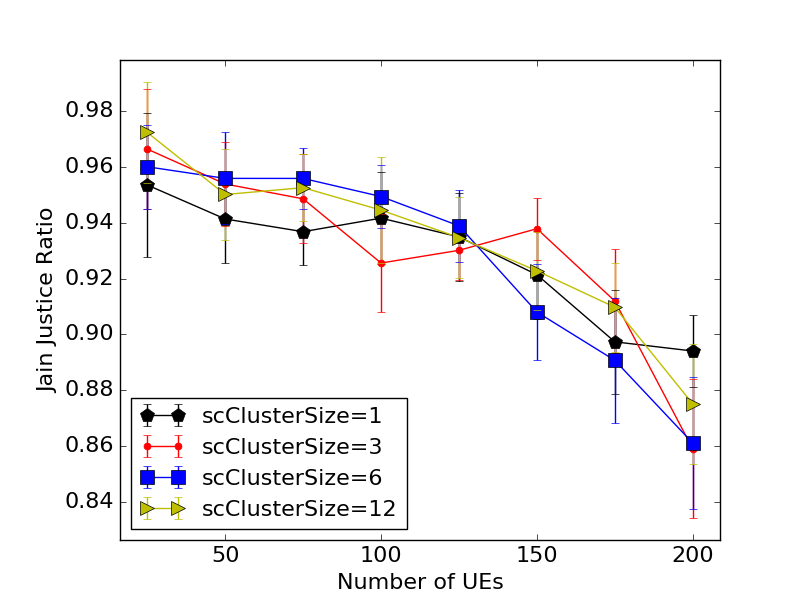 0.98
0.96
0.94
0.92
0.90
0.88
0.86
0.84
Jain Justice Ratio
scClusterSize=1
scClusterSize=3
scClusterSize=6
scClusterSize=12
50 100 150 200
Number of UEs